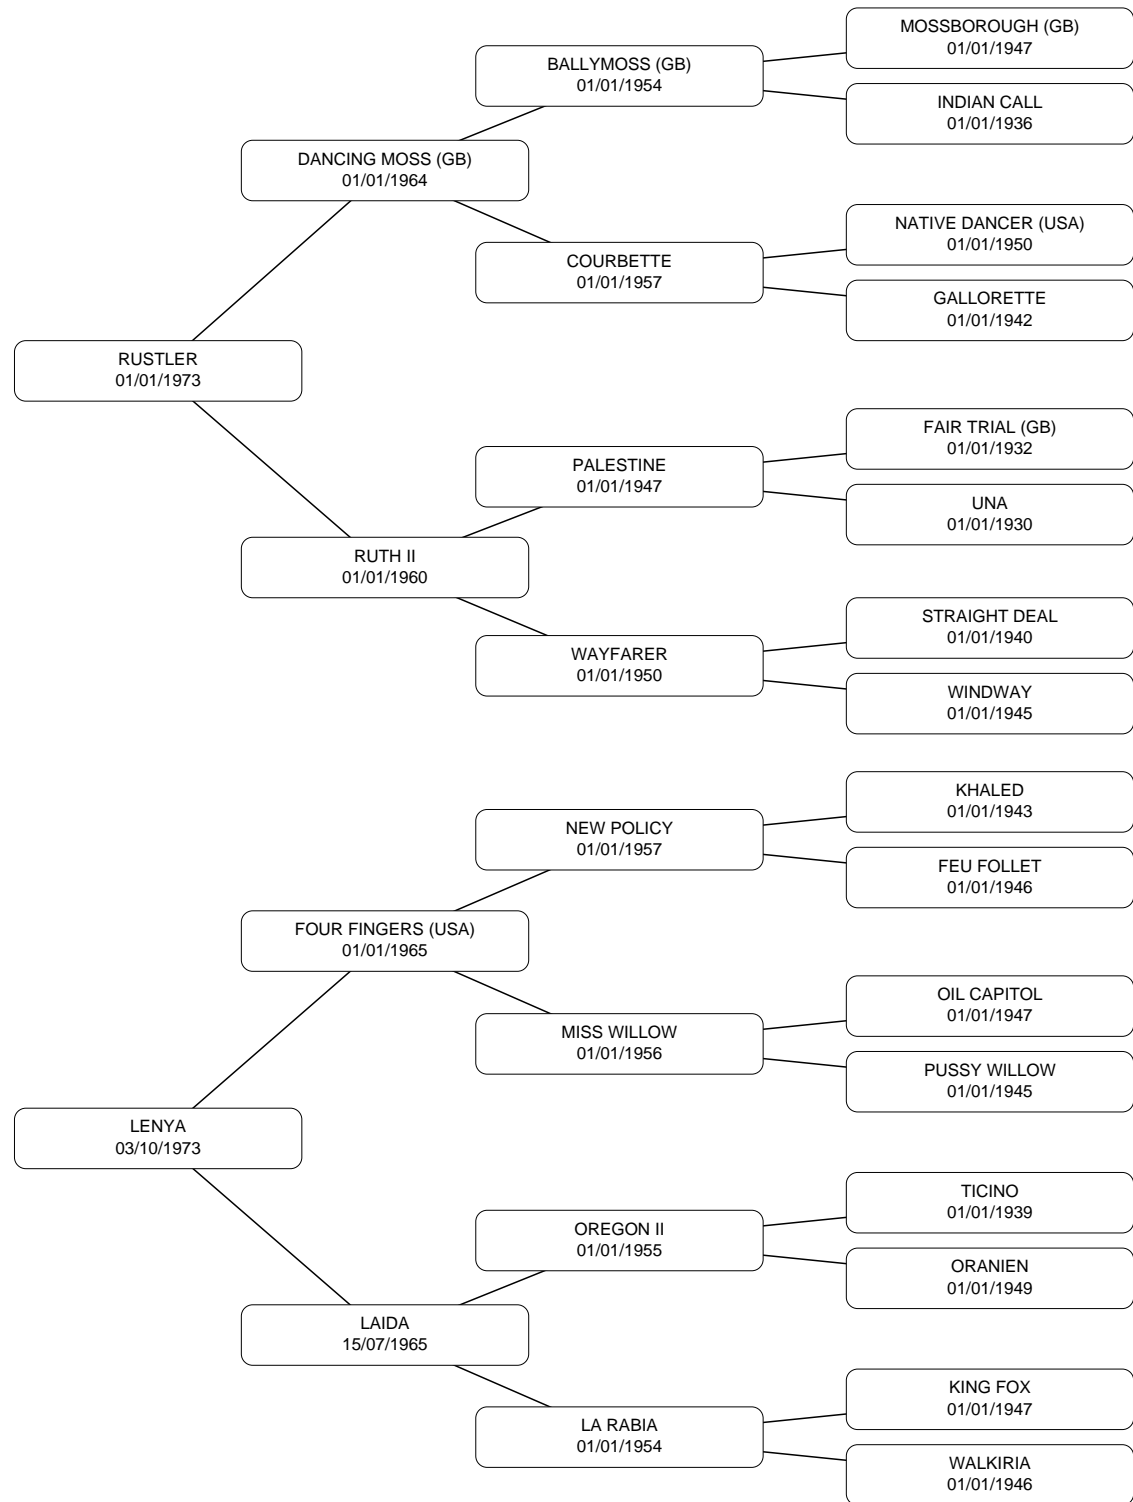 MOSSBOROUGH (GB)
01/01/1947
BALLYMOSS (GB)
01/01/1954
INDIAN CALL
01/01/1936
DANCING MOSS (GB)
01/01/1964
NATIVE DANCER (USA)
01/01/1950
COURBETTE
01/01/1957
GALLORETTE
01/01/1942
RUSTLER
01/01/1973
FAIR TRIAL (GB)
01/01/1932
PALESTINE
01/01/1947
UNA
01/01/1930
RUTH II
01/01/1960
STRAIGHT DEAL
01/01/1940
WAYFARER
01/01/1950
WINDWAY
01/01/1945
KHALED
01/01/1943
NEW POLICY
01/01/1957
FEU FOLLET
01/01/1946
FOUR FINGERS (USA)
01/01/1965
OIL CAPITOL
01/01/1947
MISS WILLOW
01/01/1956
PUSSY WILLOW
01/01/1945
LENYA
03/10/1973
TICINO
01/01/1939
OREGON II
01/01/1955
ORANIEN
01/01/1949
LAIDA
15/07/1965
KING FOX
01/01/1947
LA RABIA
01/01/1954
WALKIRIA
01/01/1946